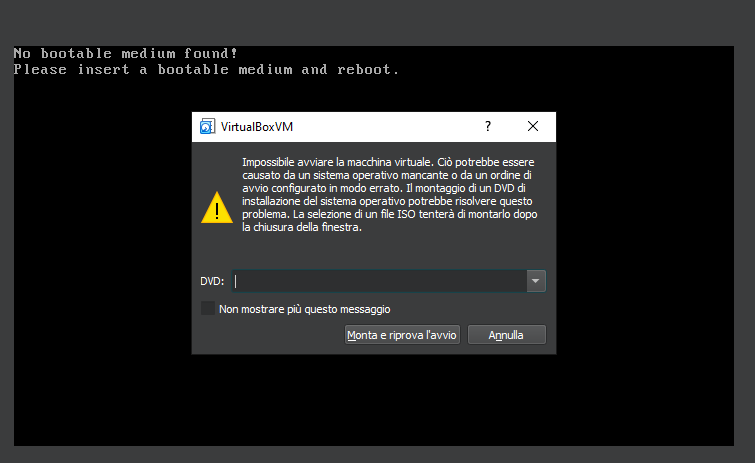 No bootable medium found!
Please insert a bootable medium and reboot.
VirtualBoxVM
?
Impossibile avviare la macchina virtuale. Ciò potrebbe essere
causato da un sistema operativo mancante o da un ordine di
avvio configurato in modo errato. Il montaggio di un DVD di
installazione del sistema operativo potrebbe risolvere questo
problema. La selezione di un file ISO tenterà di montarlo dopo
la chiusura della finestra.
DVD:
Non mostrare più questo messaggio
Monta e riprova l'avvio Annulla